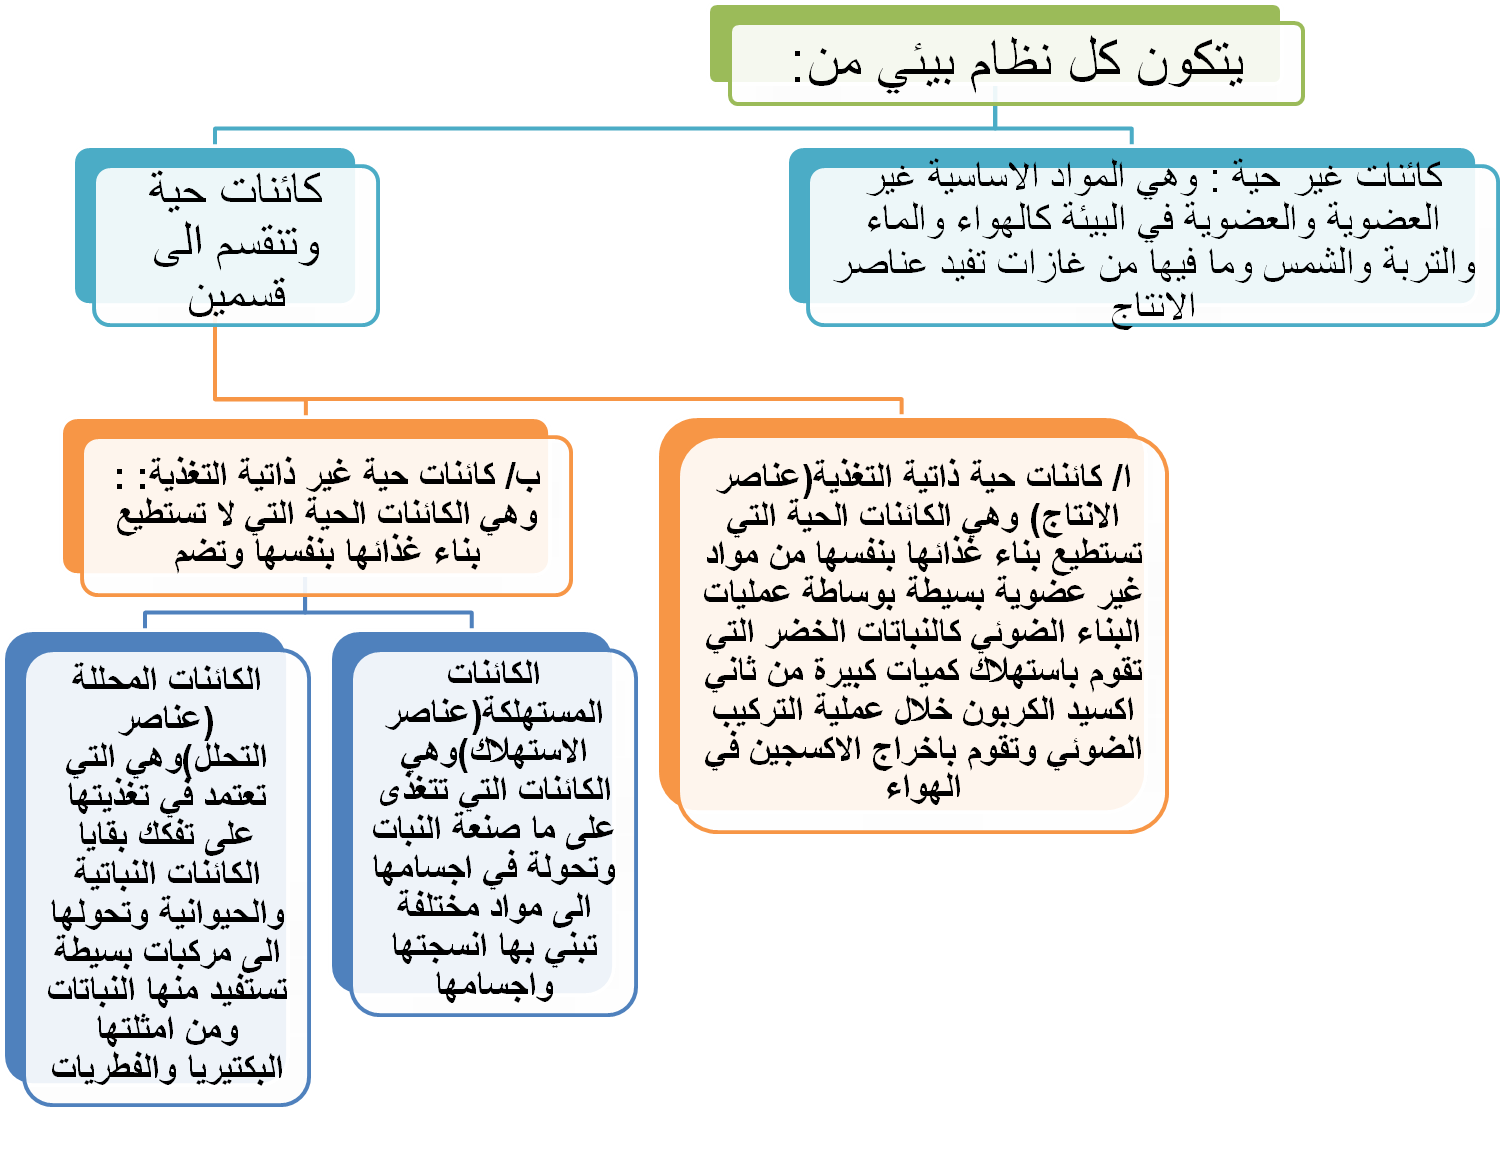 يتكون كل نظام بيئي من:
كائنات غير حية : وهي المواد الاساسية غير
العضوية والعضوية في البيئة كالهواء والماء
والتربة والشمس وما فيها من غازات تفيد عناصر
الانتاج
كائنات حية
وتنقسم الى
قسمين
ا/ كائنات حية ذاتية التغذية(عناصر
الانتاج) وهي الكائنات الحية التي
تستطيع بناء غذائها بنفسها من مواد
غير عضوية بسيطة بوساطة عمليات
البناء الضوئي كالنباتات الخضر التي
تقوم باستهلاك كميات كبيرة من ثاني
اكسيد الكربون خلال عملية التركيب
الضوئي وتقوم باخراج الاكسجين في
الهواء
ب/ كائنات حية غير ذاتية التغذية: :
وهي الكائنات الحية التي لا تستطيع
بناء غذائها بنفسها وتضم
الكائنات
المستهلكة(عناصر
الاستهلاك)وهي
الكائنات التي تتغذى
على ما صنعة النبات
وتحولة في اجسامها
الى مواد مختلفة
تبني بها انسجتها
واجسامها
الكائنات المحللة
(عناصر
التحلل)وهي التي
تعتمد في تغذيتها
على تفكك بقايا
الكائنات النباتية
والحيوانية وتحولها
الى مركبات بسيطة
تستفيد منها النباتات
ومن امثلتها
البكتيريا والفطريات